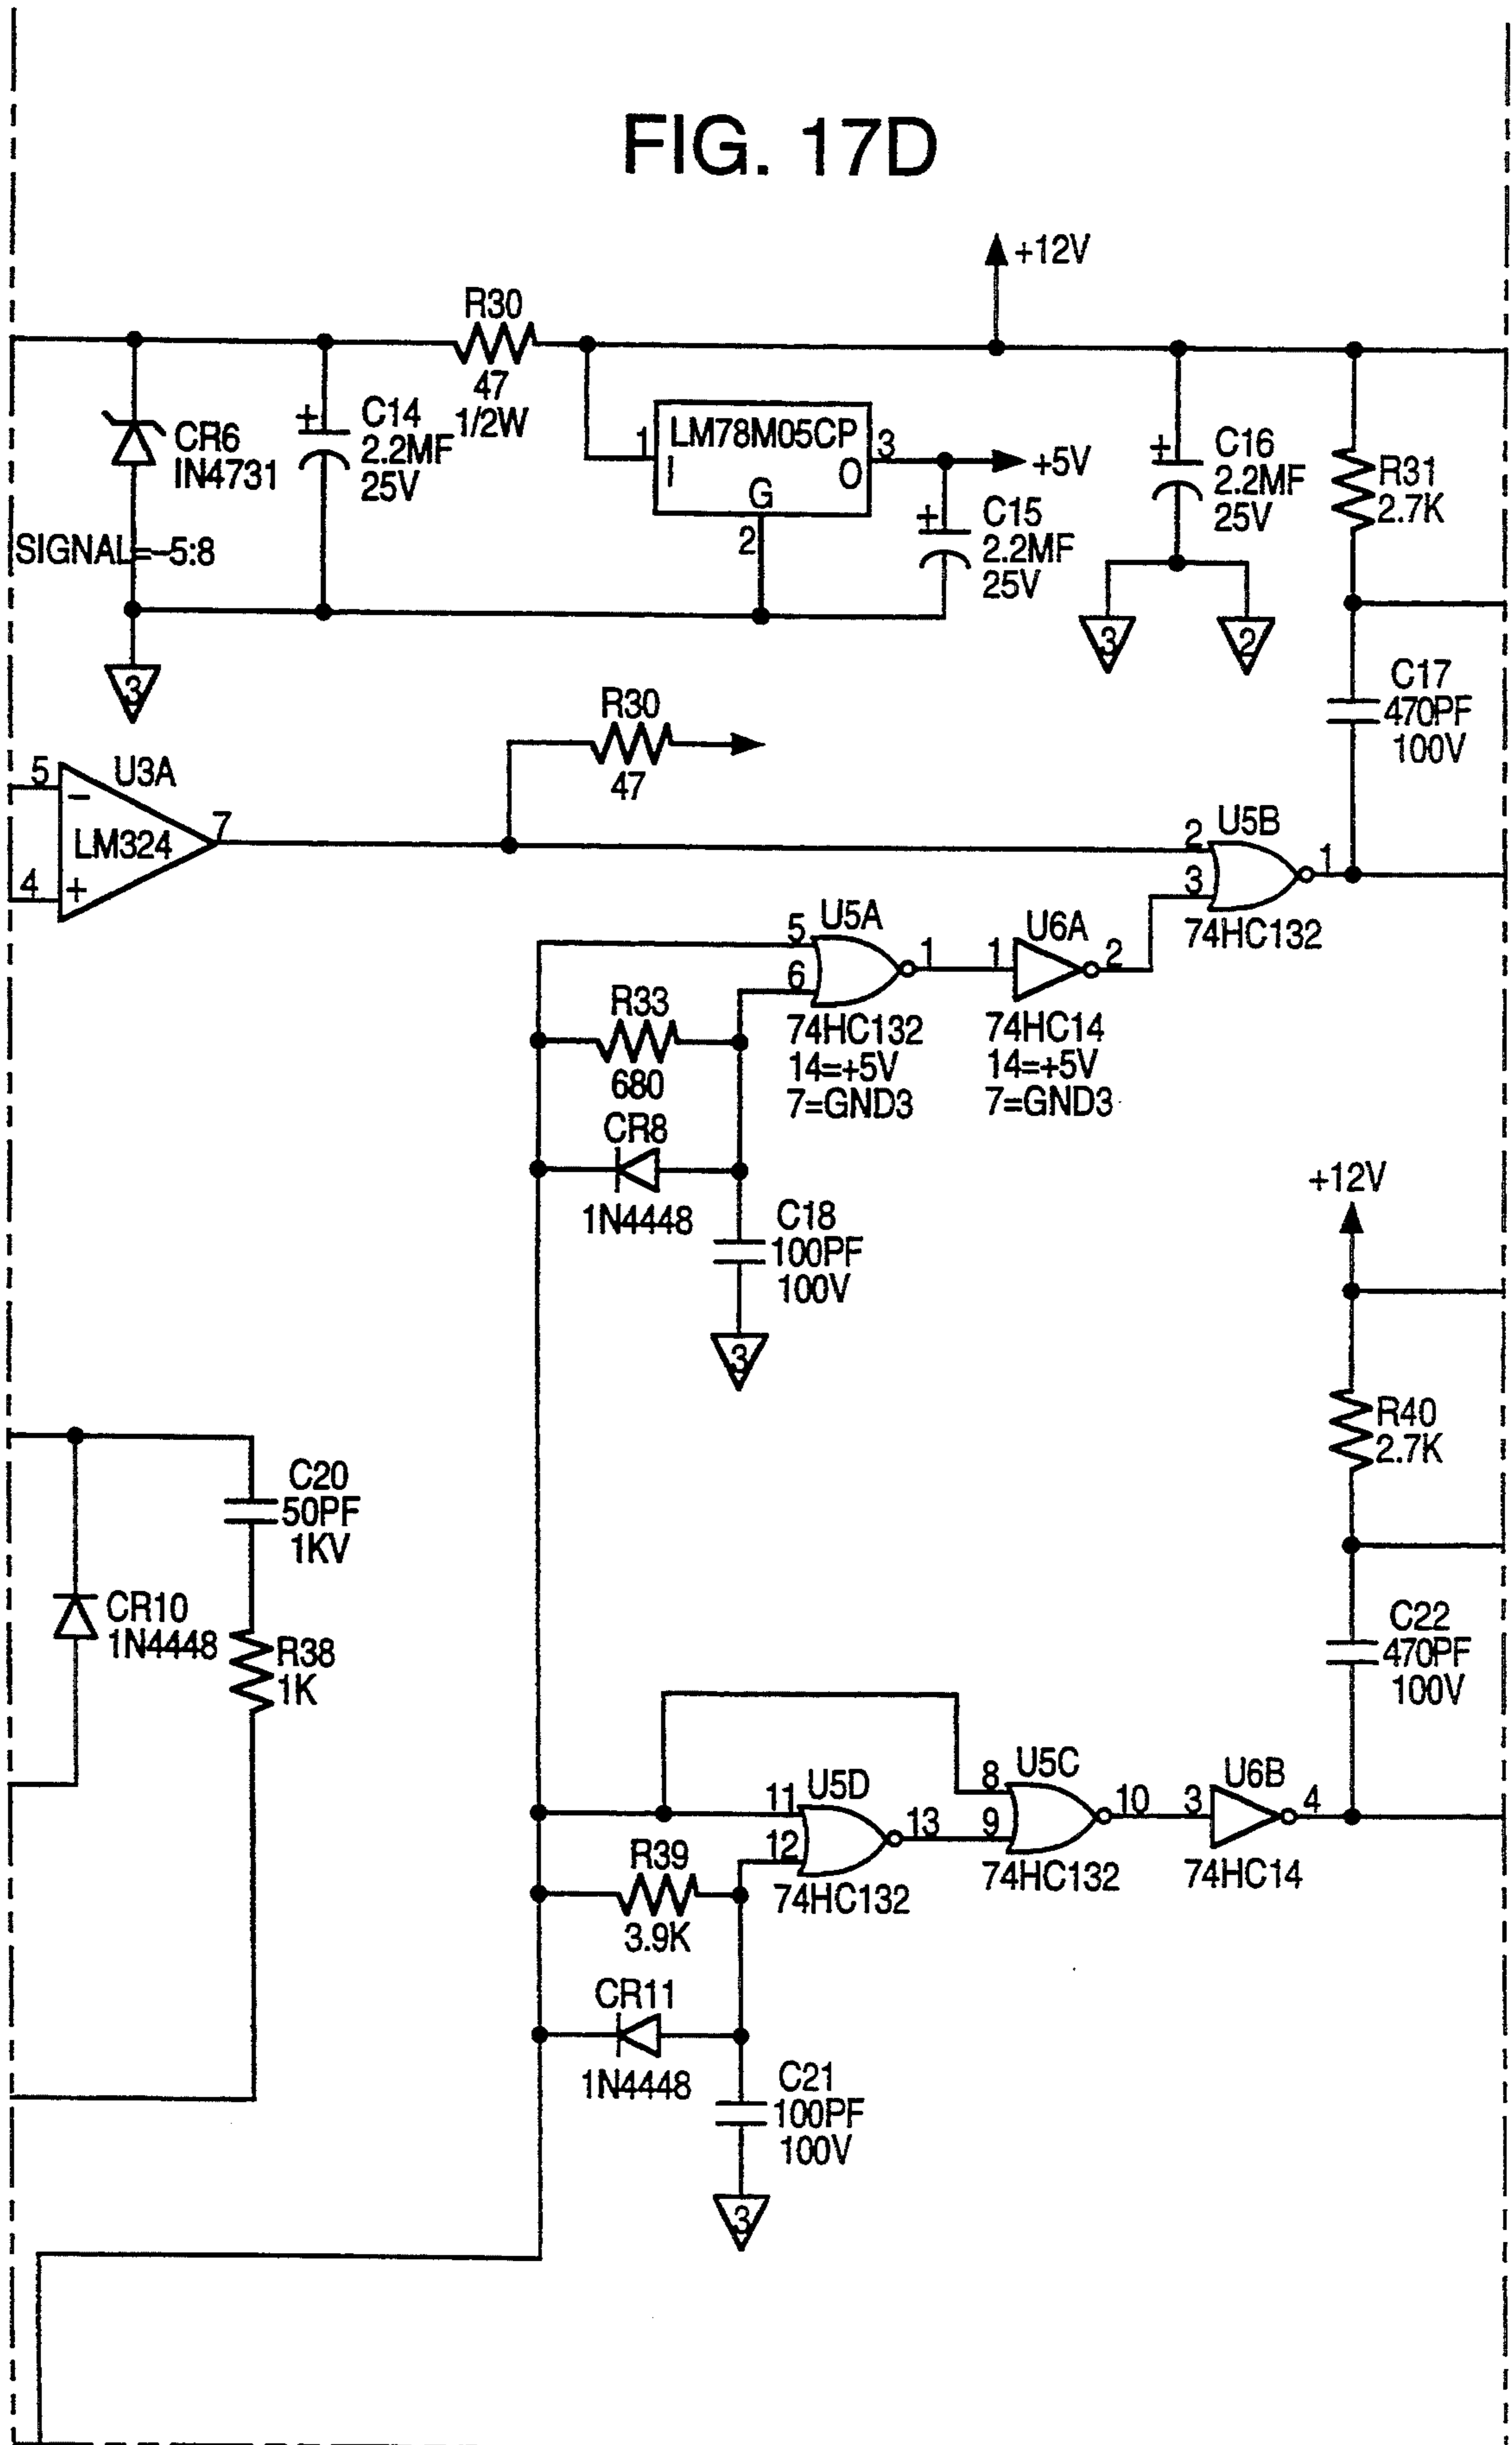 FIG. 17D
+12V
R30
47
1/2W
CR6
IN4731
C14
2.2MF
25V
+
1
LM78M05CP
I
G
O
3
2
+5V
+
C15
2.2MF
25V
+
C16
2.2MF
25V
R31
2.7K
SIGNAL=-5:8
3
3
2
C17
470PF
100V
R30
47
5
4
U3A
-
LM324
+
7
U5B
2
3
1
74HC132
U5A
5
6
1
74HC132
14=+5V
7=GND3
U6A
1
2
74HC14
14=+5V
7=GND3
R33
680
CR8
1N4448
C18
100PF
100V
3
+12V
R40
2.7K
C20
50PF
1KV
CR10
1N4448
R38
1K
C22
470PF
100V
U5D
11
12
13
74HC132
U5C
8
9
10
74HC132
U6B
3
4
74HC14
R39
3.9K
CR11
1N4448
C21
100PF
100V
3